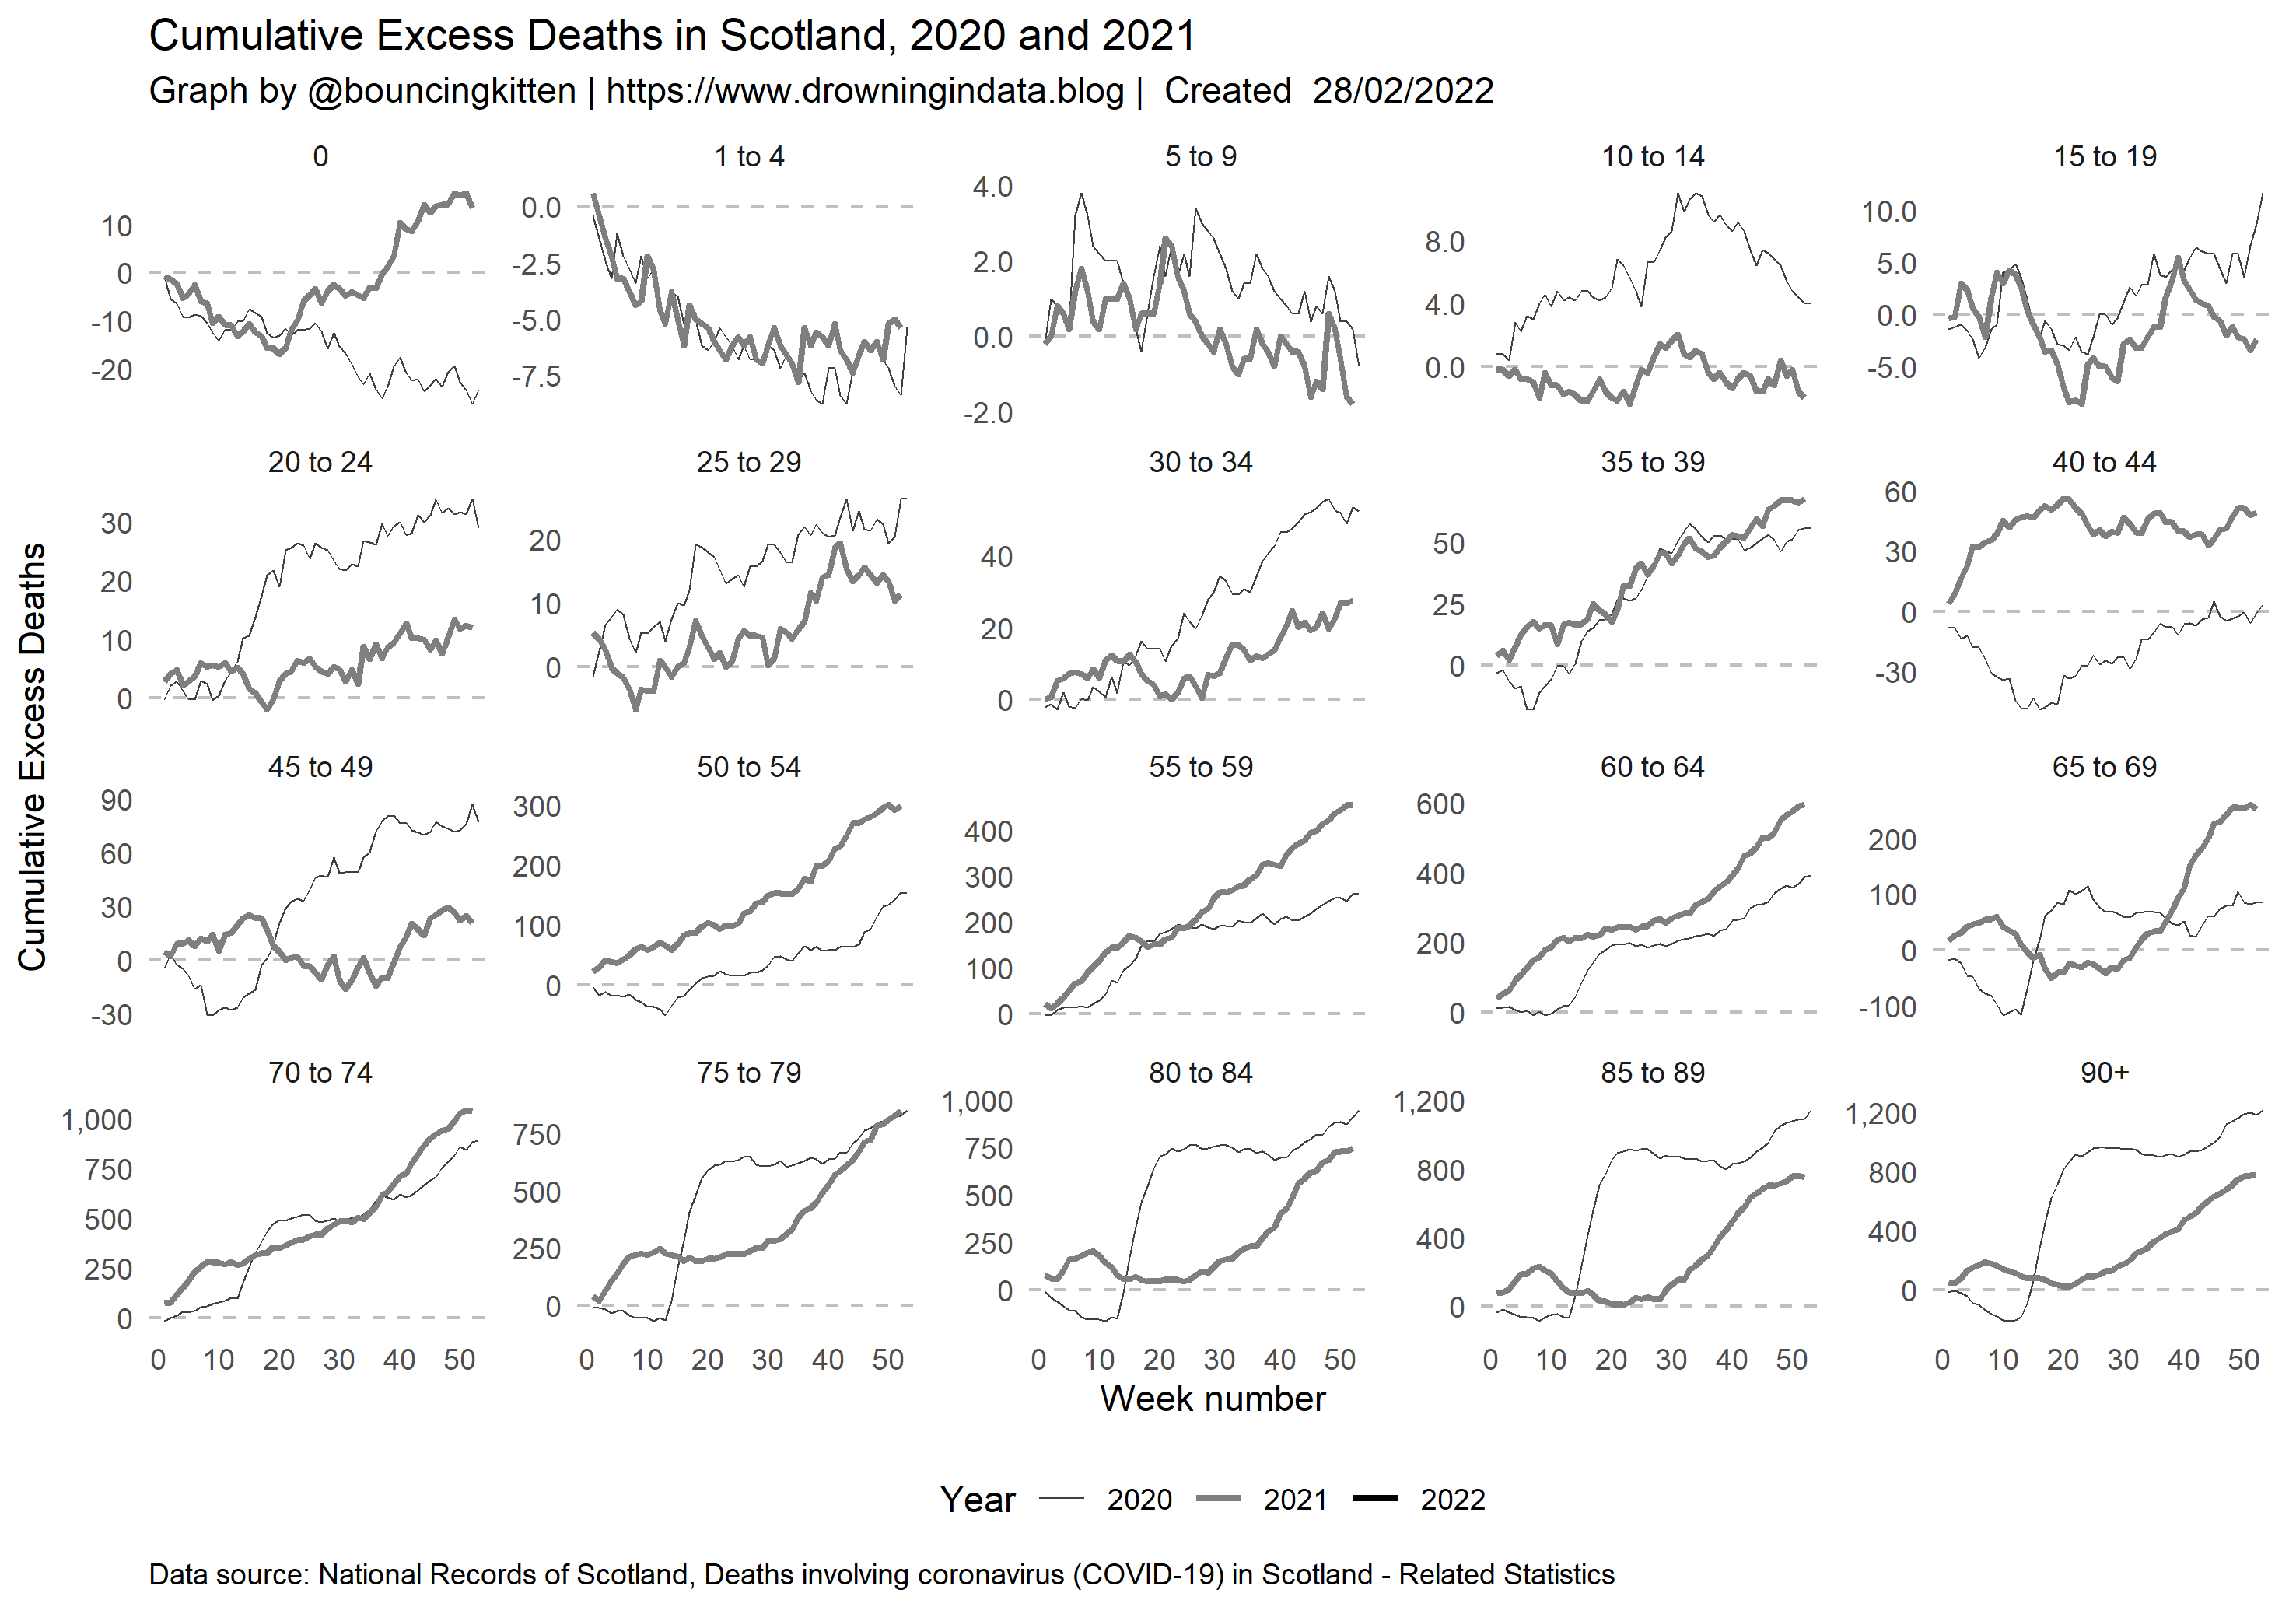 Cumulative Excess Deaths in Scotland, 2020 and 2021
Graph by @bouncingkitten | https://www.drowningindata.blog | Created 28/02/2022
Cumulative Excess Deaths
0
10
0
-10
-20
1 to 4
0.0
-2.5
-5.0
-7.5
5 to 9
4.0
2.0
0.0
-2.0
10 to 14
8.0
4.0
0.0
15 to 19
10.0
5.0
0.0
-5.0
20 to 24
30
20
10
0
25 to 29
20
10
0
30 to 34
40
20
0
35 to 39
50
25
0
40 to 44
60
30
0
-30
45 to 49
90
60
30
0
-30
50 to 54
300
200
100
0
55 to 59
400
300
200
100
0
60 to 64
600
400
200
0
65 to 69
200
100
0
-100
70 to 74
1,000
750
500
250
0
75 to 79
750
500
250
0
80 to 84
1,000
750
500
250
0
85 to 89
1,200
800
400
0
90+
1,200
800
400
0
0 10 20 30 40 50
0 10 20 30 40 50
0 10 20 30 40 50
0 10 20 30 40 50
0 10 20 30 40 50
Week number
Year 2020 2021 2022
Data source: National Records of Scotland, Deaths involving coronavirus (COVID-19) in Scotland - Related Statistics